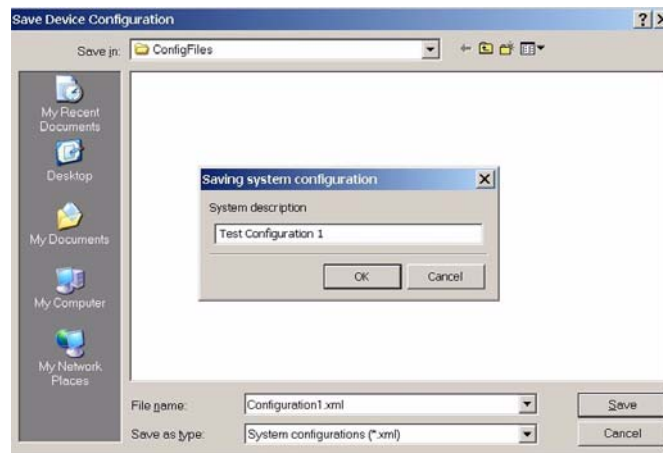 Save Device Configuration
Save in: ConfigFiles
My Recent
Documents
Desktop
My Documents
My Computer
My Network
Places
Saving system configuration
System description
Test Configuration 1
OK Cancel
File name: Configuration1.xml Save
Save as type: System configurations (*.xml) Cancel